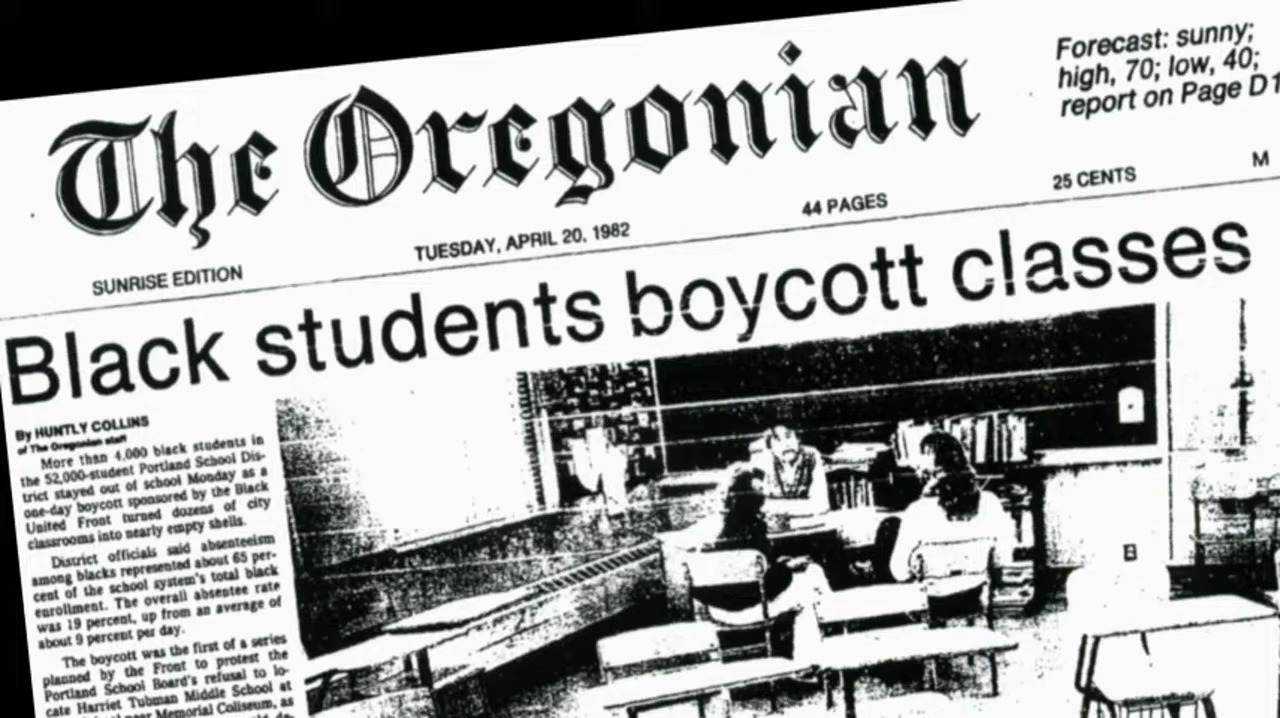 The Oregonian
Forecast: sunny;
high, 70; low, 40;
report on Page D1
SUNRISE EDITION
TUESDAY, APRIL 20, 1982
44 PAGES
25 CENTS
M
Black students boycott classes
By HUNTLY COLLINS
of The Oregonian staff
More than 4,000 black students in
the 52,000-student Portland School Dis-
trict stayed out of school Monday as a
one-day boycott sponsored by the Black
United Front turned dozens of city
classrooms into nearly empty shells.
District officials said absenteeism
among blacks represented about 65 per-
cent of the school system's total black
enrollment. The overall absentee rate
was 19 percent, up from an average of
about 9 percent per day.
The boycott was the first of a series
planned by the Front to protest the
Portland School Board's refusal to lo-
cate Harriet Tubman Middle School at
near Memorial Coliseum, as